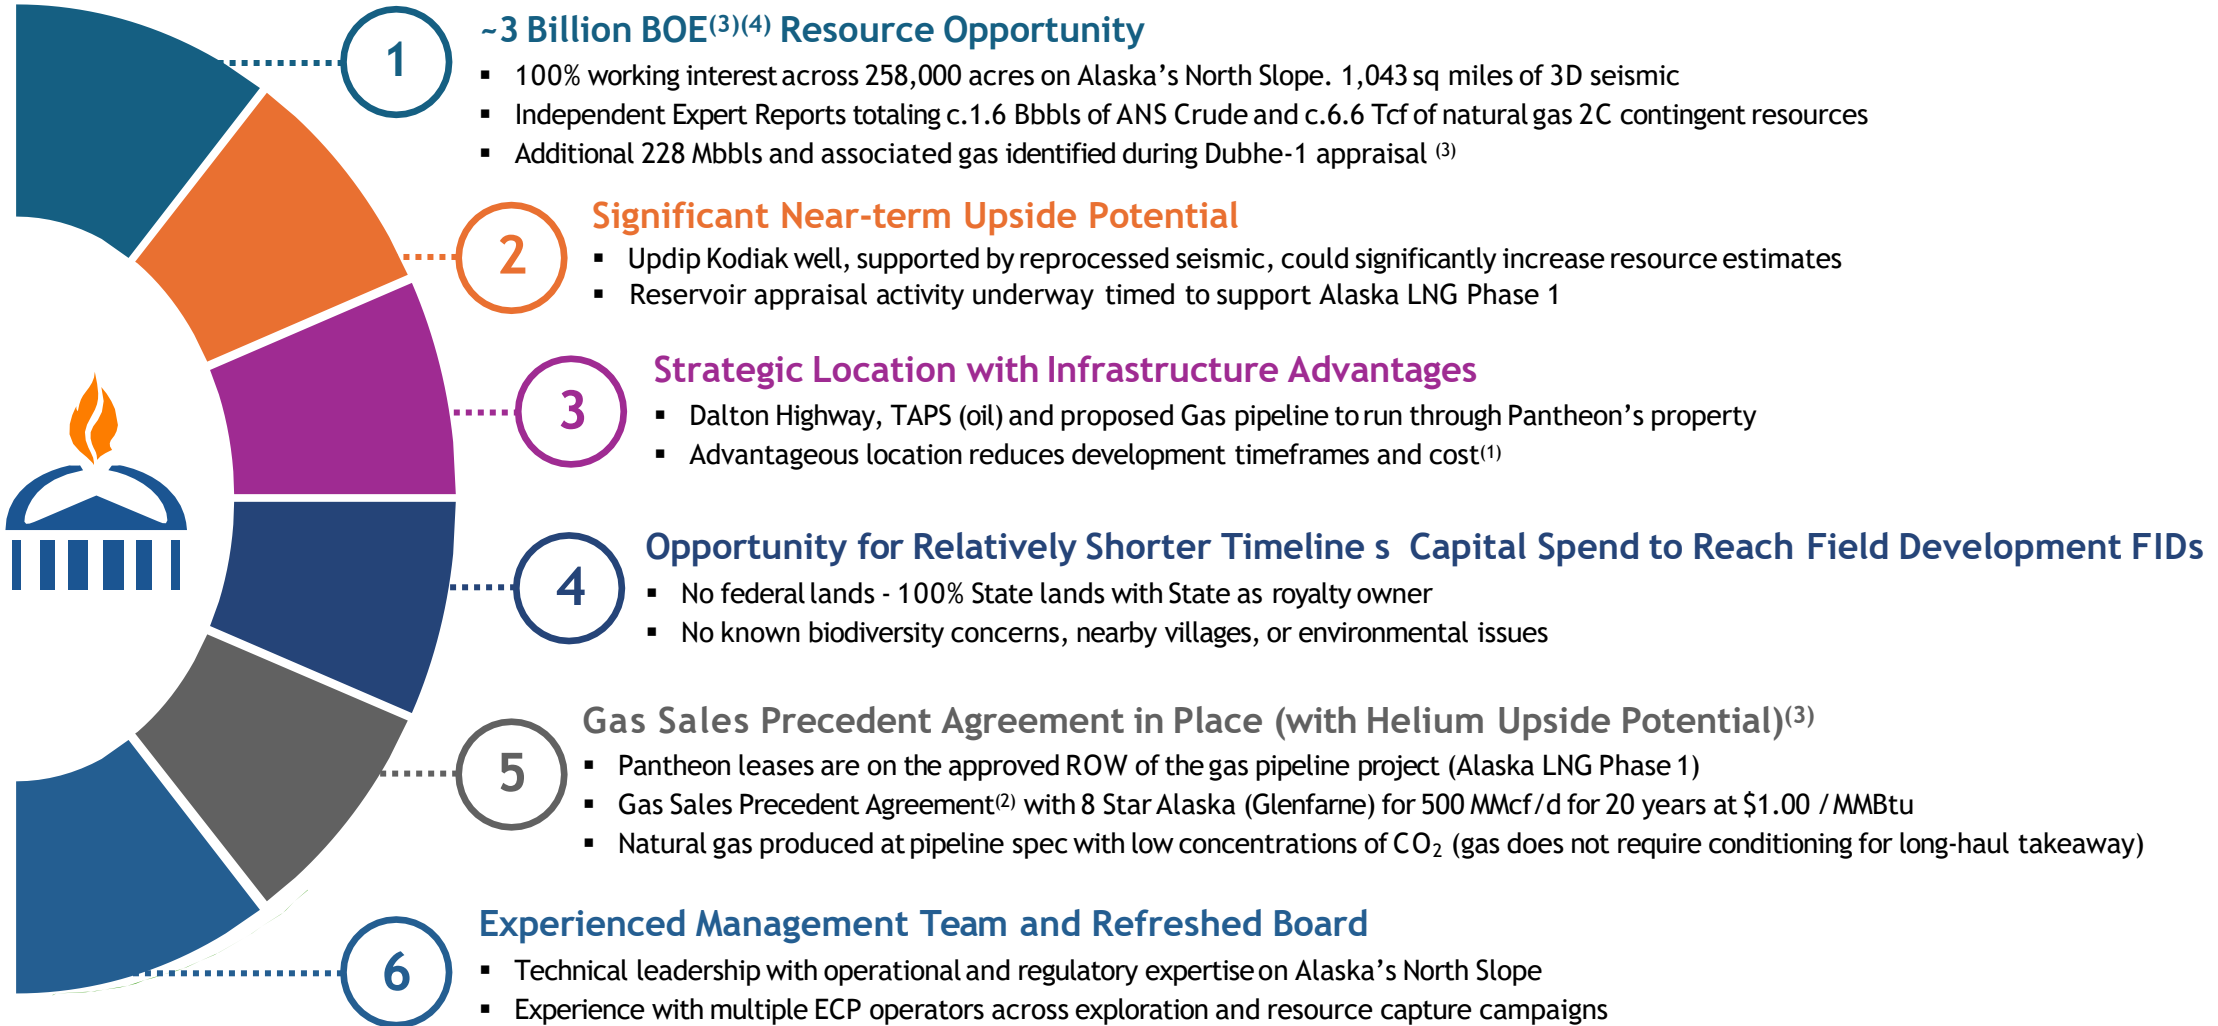 1
~3 Billion BOE(3)(4) Resource Opportunity
▪ 100% working interest across 258,000 acres on Alaska's North Slope. 1,043 sq miles of 3D seismic
▪ Independent Expert Reports totaling c.1.6 Bbbls of ANS Crude and c.6.6 Tcf of natural gas 2C contingent resources
▪ Additional 228 Mbbls and associated gas identified during Dubhe-1 appraisal (3)
2
Significant Near-term Upside Potential
▪ Updip Kodiak well, supported by reprocessed seismic, could significantly increase resource estimates
▪ Reservoir appraisal activity underway timed to support Alaska LNG Phase 1
3
Strategic Location with Infrastructure Advantages
▪ Dalton Highway, TAPS (oil) and proposed Gas pipeline to run through Pantheon's property
▪ Advantageous location reduces development timeframes and cost(1)
4
Opportunity for Relatively Shorter Timeline s Capital Spend to Reach Field Development FIDs
▪ No federal lands - 100% State lands with State as royalty owner
▪ No known biodiversity concerns, nearby villages, or environmental issues
5
Gas Sales Precedent Agreement in Place (with Helium Upside Potential)(3)
▪ Pantheon leases are on the approved ROW of the gas pipeline project (Alaska LNG Phase 1)
▪ Gas Sales Precedent Agreement(2) with 8 Star Alaska (Glenfarne) for 500 MMcf/d for 20 years at $1.00 /MMBtu
▪ Natural gas produced at pipeline spec with low concentrations of CO₂ (gas does not require conditioning for long-haul takeaway)
6
Experienced Management Team and Refreshed Board
▪ Technical leadership with operational and regulatory expertise on Alaska's North Slope
▪ Experience with multiple ECP operators across exploration and resource capture campaigns